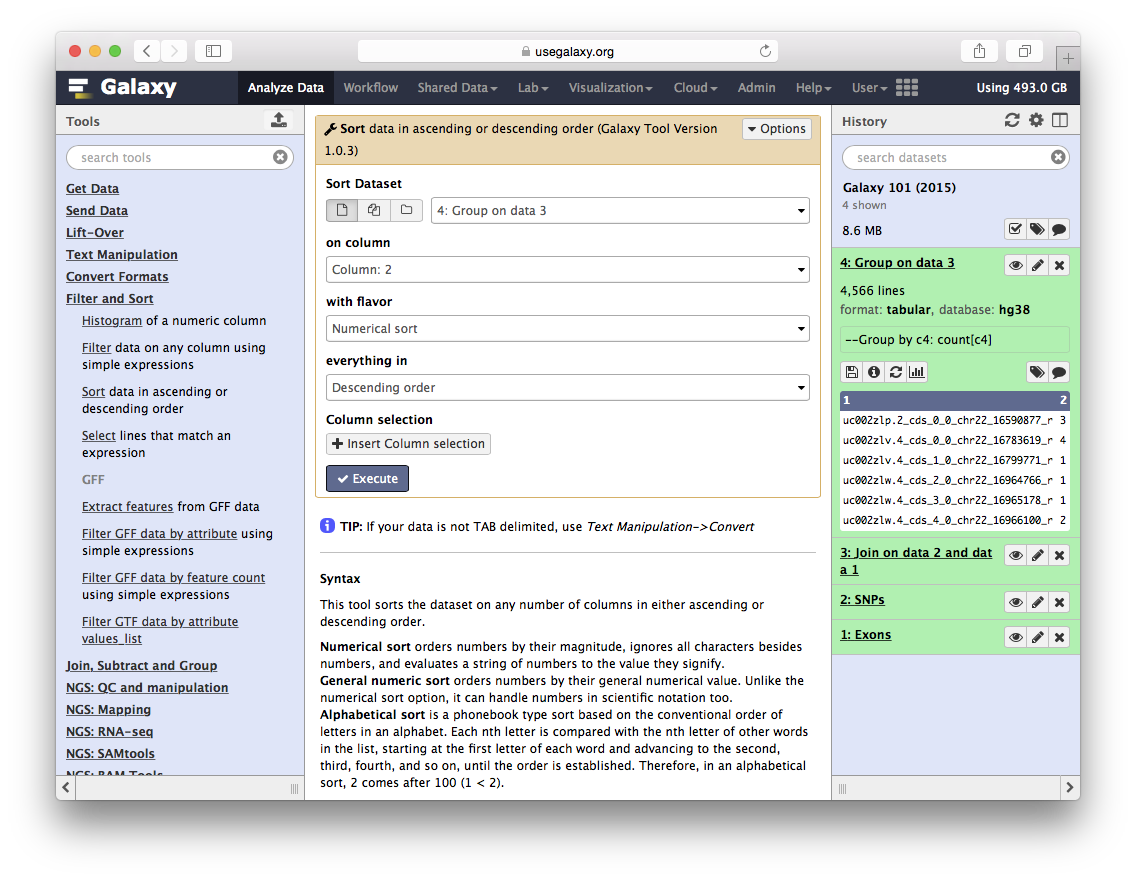 usegalaxy.org
Galaxy
Analyze Data
Workflow
Shared Data
Lab
Visualization
Cloud
Admin
Help
User
Using 493.0 GB
Tools
search tools
Get Data
Send Data
Lift-Over
Text Manipulation
Convert Formats
Filter and Sort
Histogram of a numeric column
Filter data on any column using
simple expressions
Sort data in ascending or
descending order
Select lines that match an
expression
GFF
Extract features from GFF data
Filter GFF data by attribute using
simple expressions
Filter GFF data by feature count
using simple expressions
Filter GTF data by attribute
values_list
Join, Subtract and Group
NGS: QC and manipulation
NGS: Mapping
NGS: RNA-seq
NGS: SAMtools
NGS: BAM Tools
Sort data in ascending or descending order (Galaxy Tool Version
1.0.3)
Options
Sort Dataset
4: Group on data 3
on column
Column: 2
with flavor
Numerical sort
everything in
Descending order
Column selection
Insert Column selection
Execute
TIP: If your data is not TAB delimited, use Text Manipulation->Convert
Syntax
This tool sorts the dataset on any number of columns in either ascending or
descending order.
Numerical sort orders numbers by their magnitude, ignores all characters besides
numbers, and evaluates a string of numbers to the value they signify.
General numeric sort orders numbers by their general numerical value. Unlike the
numerical sort option, it can handle numbers in scientific notation too.
Alphabetical sort is a phonebook type sort based on the conventional order of
letters in an alphabet. Each nth letter is compared with the nth letter of other words
in the list, starting at the first letter of each word and advancing to the second,
third, fourth, and so on, until the order is established. Therefore, in an alphabetical
sort, 2 comes after 100 (1 < 2).
History
search datasets
Galaxy 101 (2015)
4 shown
8.6 MB
4: Group on data 3
4,566 lines
format: tabular, database: hg38
--Group by c4: count[c4]
1 2
uc002zlp.2_cds_0_0_chr22_16590877_r 3
uc002zlv.4_cds_0_0_chr22_16783619_r 4
uc002zlv.4_cds_1_0_chr22_16799771_r 1
uc002zlw.4_cds_2_0_chr22_16964766_r 1
uc002zlw.4_cds_3_0_chr22_16965178_r 1
uc002zlw.4_cds_4_0_chr22_16966100_r 2
3: Join on data 2 and dat
a 1
2: SNPs
1: Exons